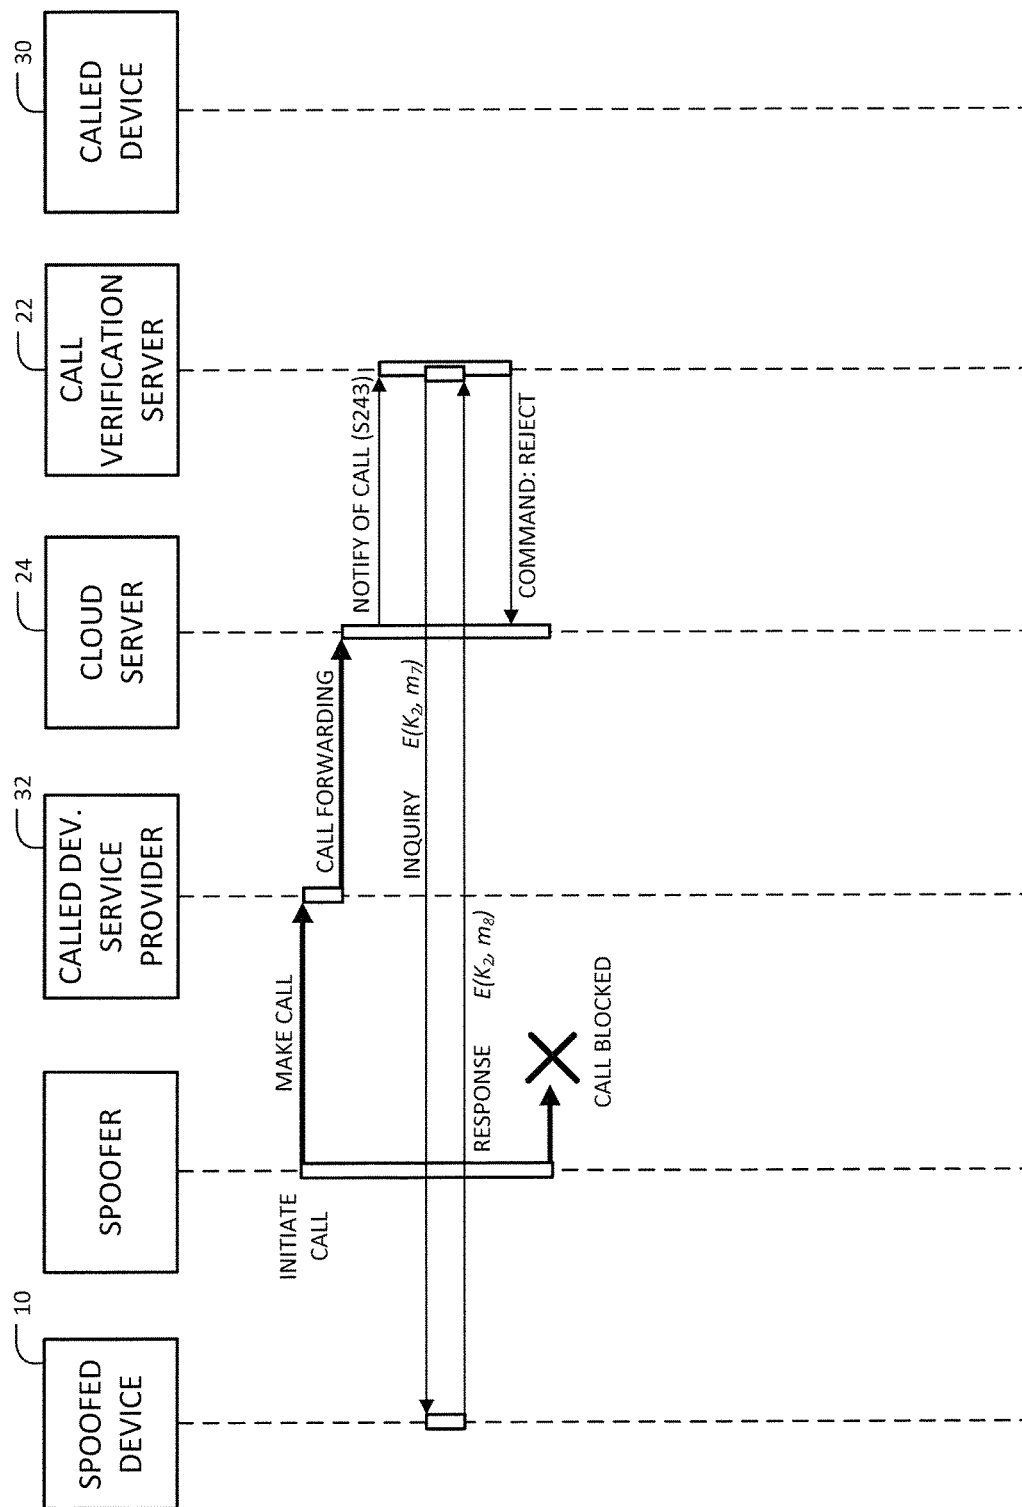 10
SPOOFED
DEVICE
SPOOFER
32
CALLED DEV.
SERVICE
PROVIDER
24
CLOUD
SERVER
22
CALL
VERIFICATION
SERVER
30
CALLED
DEVICE
INITIATE
CALL
MAKE CALL
CALL FORWARDING
NOTIFY OF CALL (S243)
INQUIRY E(K₂, m₇)
RESPONSE E(K₂, m₈)
COMMAND: REJECT
CALL BLOCKED